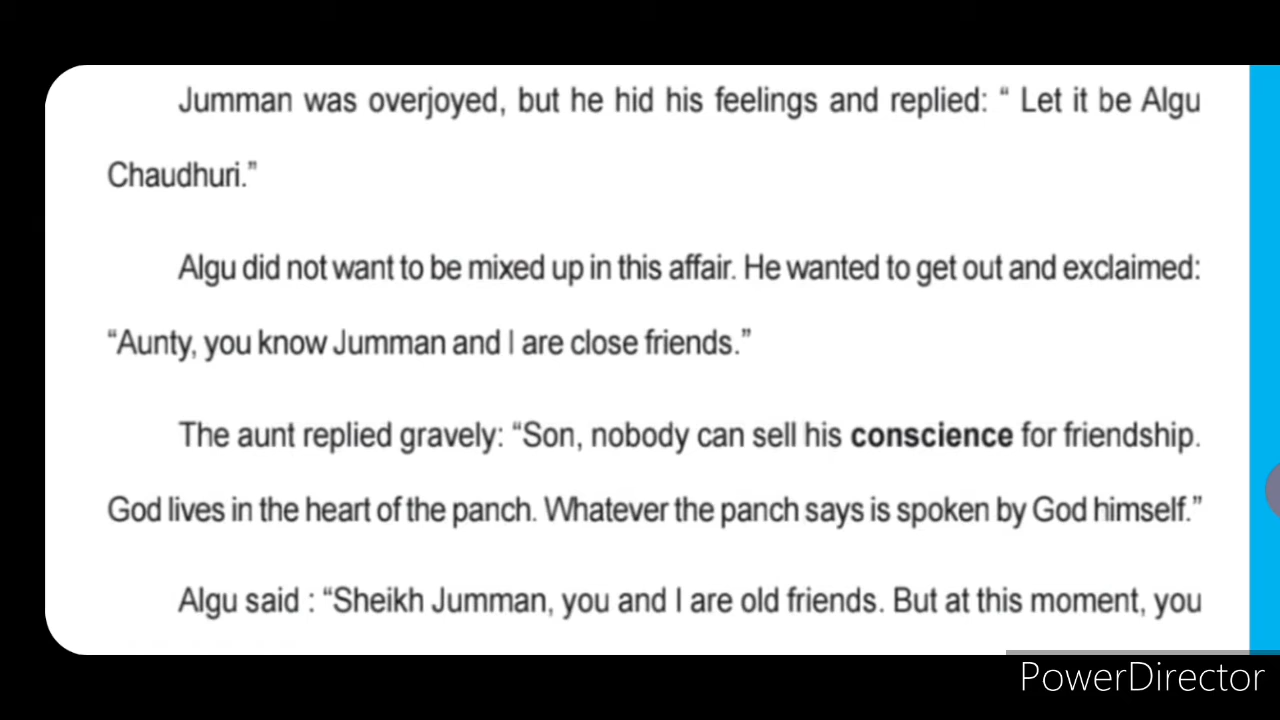 Jumman was overjoyed, but he hid his feelings and replied: “ Let it be Algu
Chaudhuri.”
Algu did not want to be mixed up in this affair. He wanted to get out and exclaimed:
“Aunty, you know Jumman and I are close friends.”
The aunt replied gravely: “Son, nobody can sell his conscience for friendship.
God lives in the heart of the panch. Whatever the panch says is spoken by God himself.”
Algu said : “Sheikh Jumman, you and I are old friends. But at this moment, you
PowerDirector